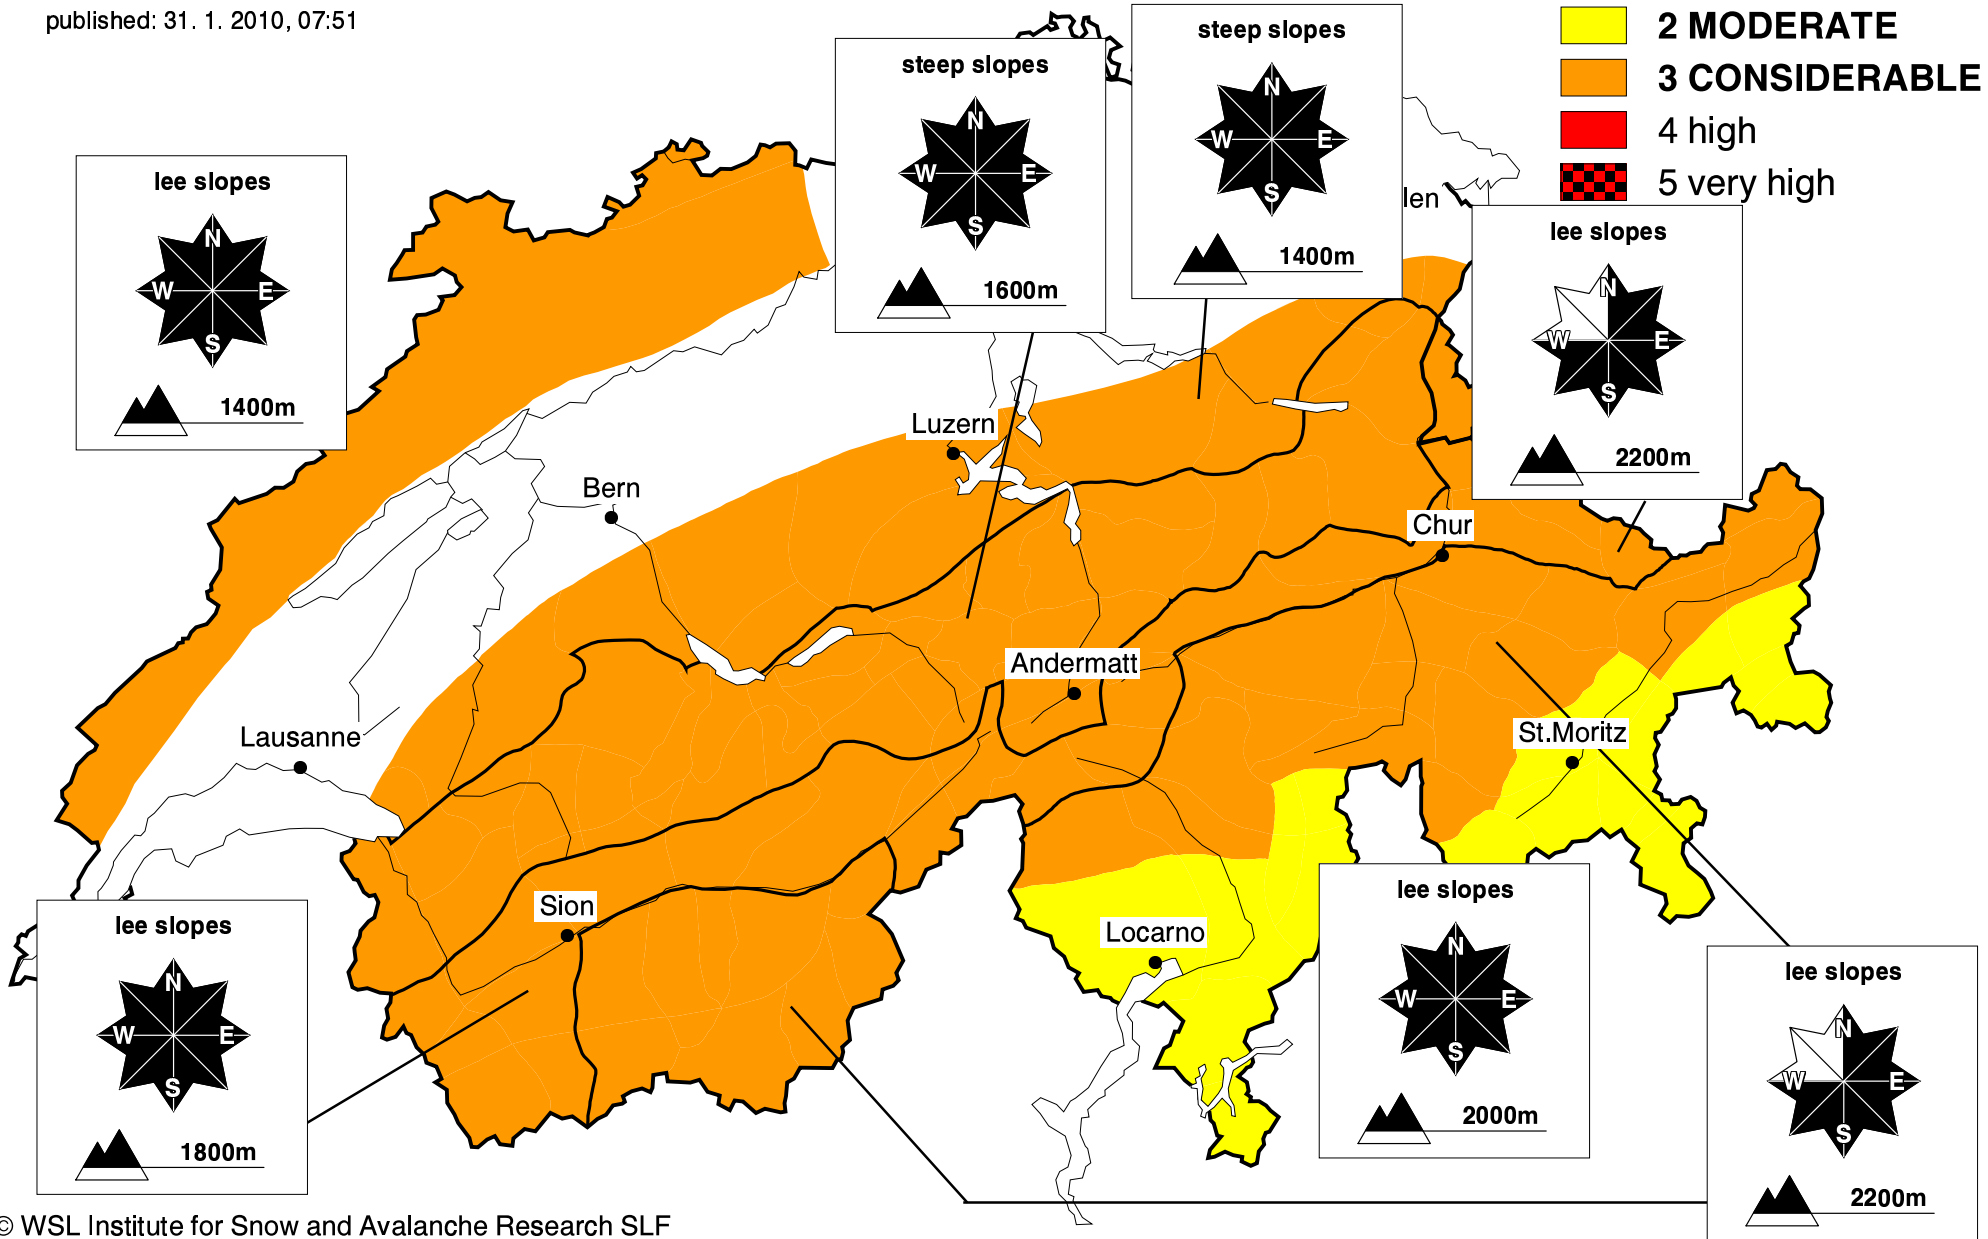 published: 31. 1. 2010, 07:51
2 MODERATE
3 CONSIDERABLE
4 high
5 very high
steep slopes
N
W E
S
1600m
steep slopes
N
W E
S
1400m
len
lee slopes
N
W E
S
1400m
lee slopes
N
W E
S
2200m
Luzern
Bern
Chur
Andermatt
Lausanne
St.Moritz
Sion
Locarno
lee slopes
N
W E
S
1800m
lee slopes
N
W E
S
2000m
lee slopes
N
W E
S
2200m
© WSL Institute for Snow and Avalanche Research SLF